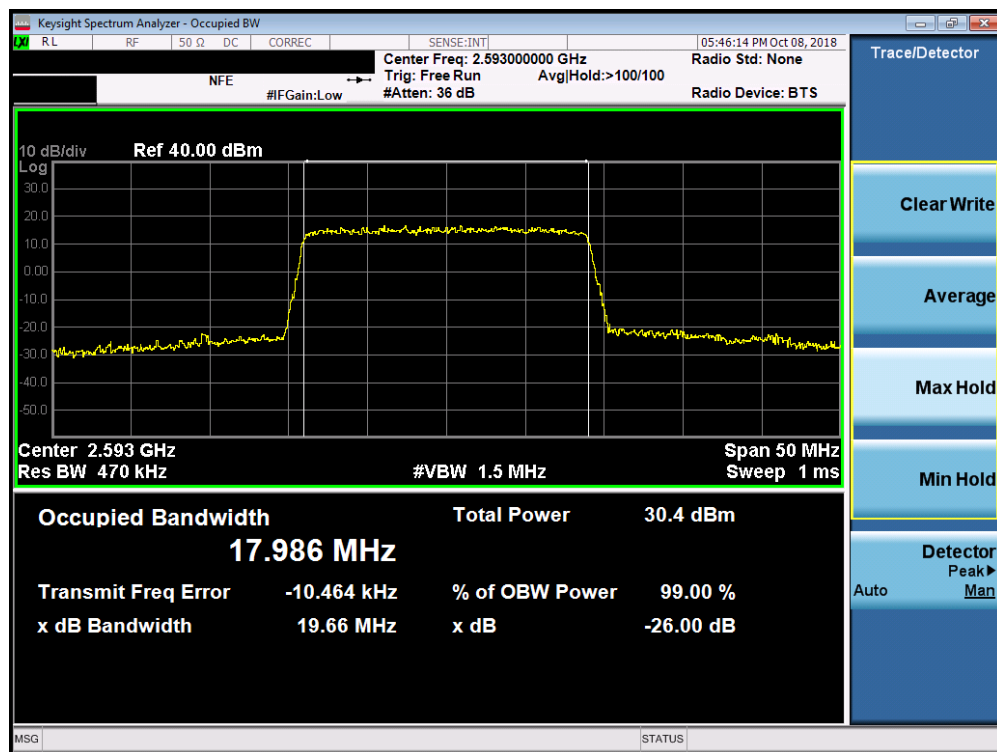 Keysight Spectrum Analyzer - Occupied BW
LXI RL RF 50 Ω DC CORREC SENSE:INT 05:46:14 PM Oct 08, 2018
Center Freq: 2.593000000 GHz Radio Std: None
NFE Trig: Free Run Avg|Hold:>100/100
#IFGain:Low #Atten: 36 dB Radio Device: BTS
10 dB/div Ref 40.00 dBm
Log
30.0
20.0
10.0
0.00
-10.0
-20.0
-30.0
-40.0
-50.0
Center 2.593 GHz Span 50 MHz
Res BW 470 kHz #VBW 1.5 MHz Sweep 1 ms
Occupied Bandwidth Total Power 30.4 dBm
17.986 MHz
Transmit Freq Error -10.464 kHz % of OBW Power 99.00 %
x dB Bandwidth 19.66 MHz x dB -26.00 dB
MSG STATUS
Trace/Detector
Clear Write
Average
Max Hold
Min Hold
Detector
Peak▶
Auto Man